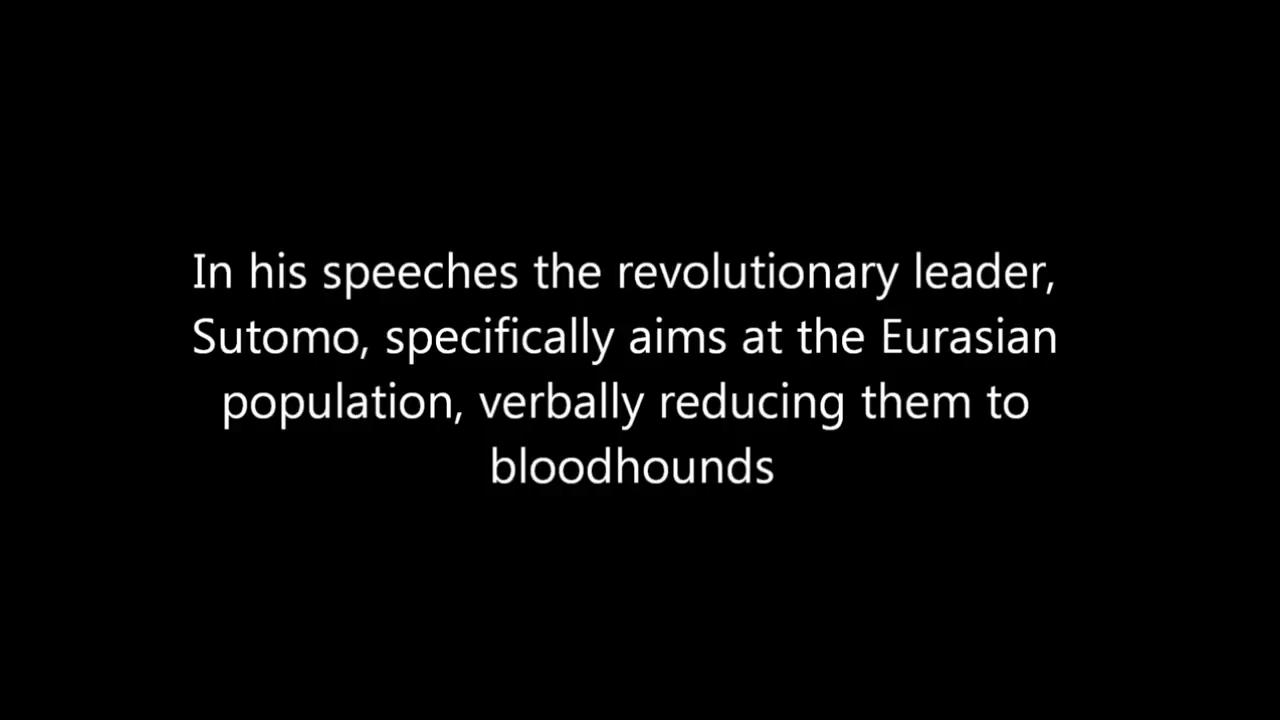 In his speeches the revolutionary leader,
Sutomo, specifically aims at the Eurasian
population, verbally reducing them to
bloodhounds